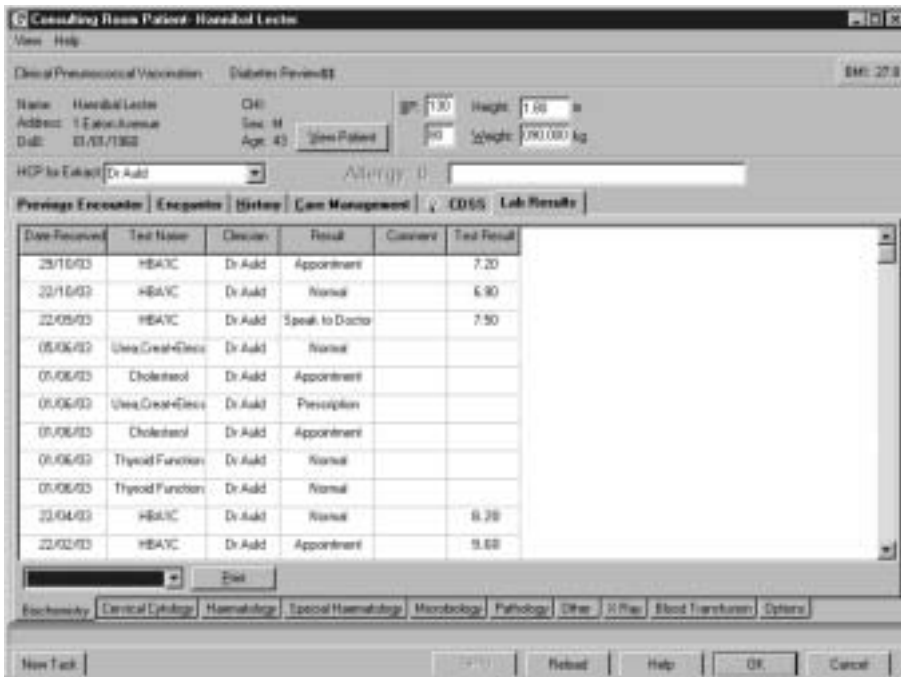 Consulting Room Patient- Hannibal Lecter
View Help
Clinical Pneumococcal Vaccination Diabetes Review$$ BMI: 27.8
Name: Hannibal Lecter CHI: BP: 130 Height: 1.80 m
Address: 1 Eaton Avenue Sex: M View Patient 80 Weight: 090.000 kg
DoB: 01/01/1960 Age: 43
HCP for Extract Dr Auld Allergy: 0
Previous Encounter Encounter History Care Management CDSS Lab Results
Date Received Test Name Clinician Result Comment Test Result
29/10/03 HBA1C Dr Auld Appointment 7.20
22/10/03 HBA1C Dr Auld Normal 6.90
22/09/03 HBA1C Dr Auld Speak to Doctor 7.90
05/06/03 Urea,Creat+Elecs Dr Auld Normal
01/06/03 Cholesterol Dr Auld Appointment
01/06/03 Urea,Creat+Elecs Dr Auld Prescription
01/06/03 Cholesterol Dr Auld Appointment
01/06/03 Thyroid Function Dr Auld Normal
01/06/03 Thyroid Function Dr Auld Normal
22/04/03 HBA1C Dr Auld Normal 8.20
22/02/03 HBA1C Dr Auld Appointment 9.60
Print
Biochemistry Cervical Cytology Haematology Special Haematology Microbiology Pathology Other X Ray Blood Transfusion Options
New Task Reload Help OK Cancel